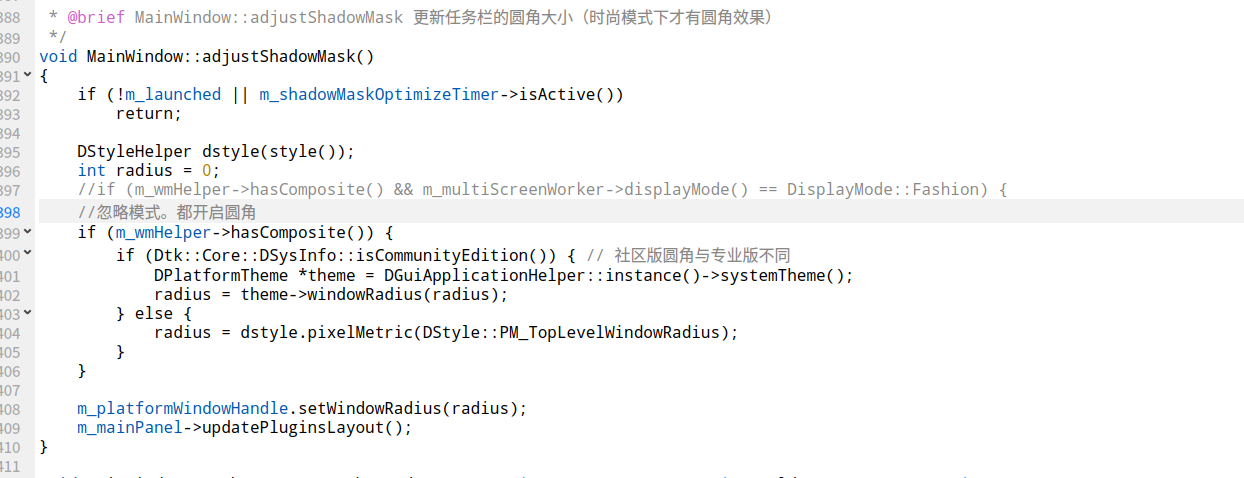 388 * @brief MainWindow::adjustShadowMask 更新任务栏的圆角大小（时尚模式下才有圆角效果）
389 */
390 void MainWindow::adjustShadowMask()
391 {
392 if (!m_launched || m_shadowMaskOptimizeTimer->isActive())
393 return;
394
395 DStyleHelper dstyle(style());
396 int radius = 0;
397 //if (m_wmHelper->hasComposite() && m_multiScreenWorker->displayMode() == DisplayMode::Fashion) {
398 //忽略模式。都开启圆角
399 if (m_wmHelper->hasComposite()) {
400 if (Dtk::Core::DSysInfo::isCommunityEdition()) { // 社区版圆角与专业版不同
401 DPlatformTheme *theme = DGuiApplicationHelper::instance()->systemTheme();
402 radius = theme->windowRadius(radius);
403 } else {
404 radius = dstyle.pixelMetric(DStyle::PM_TopLevelWindowRadius);
405 }
406 }
407
408 m_platformWindowHandle.setWindowRadius(radius);
409 m_mainPanel->updatePluginsLayout();
410 }
411